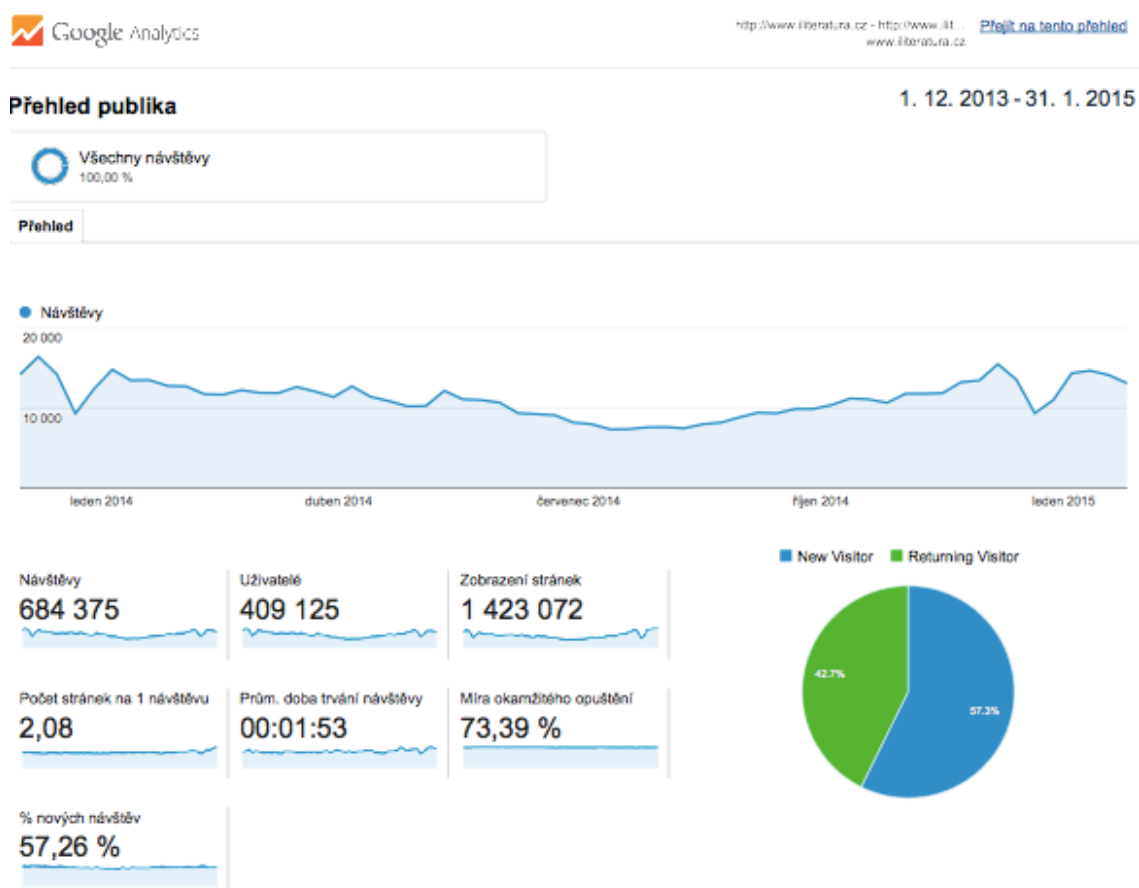 Google Analytics
http://www.iliteratura.cz - http://www.ilit...
www.iliteratura.cz
Přejít na tento přehled
Přehled publika
1. 12. 2013 - 31. 1. 2015
Všechny návštěvy
100,00 %
Přehled
Návštěvy
20 000
10 000
leden 2014
duben 2014
červenec 2014
říjen 2014
leden 2015
New Visitor
Returning Visitor
Návštěvy
684 375
Uživatelé
409 125
Zobrazení stránek
1 423 072
42.7%
57.3%
Počet stránek na 1 návštěvu
2,08
Prům. doba trvání návštěvy
00:01:53
Míra okamžitého opuštění
73,39 %
% nových návštěv
57,26 %